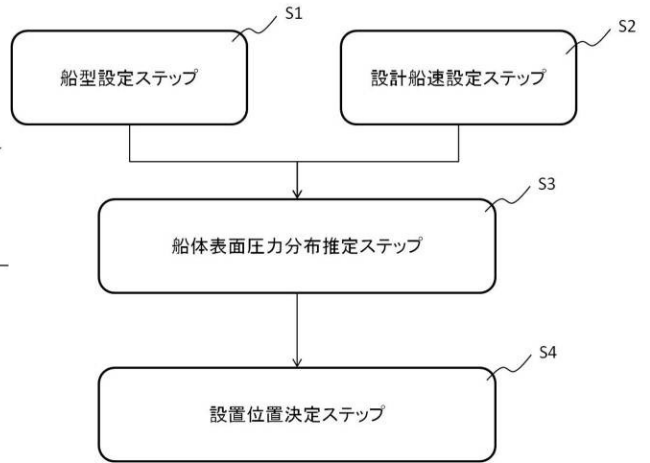 S1
船型設定ステップ
S2
設計船速設定ステップ
S3
船体表面圧力分布推定ステップ
S4
設置位置決定ステップ